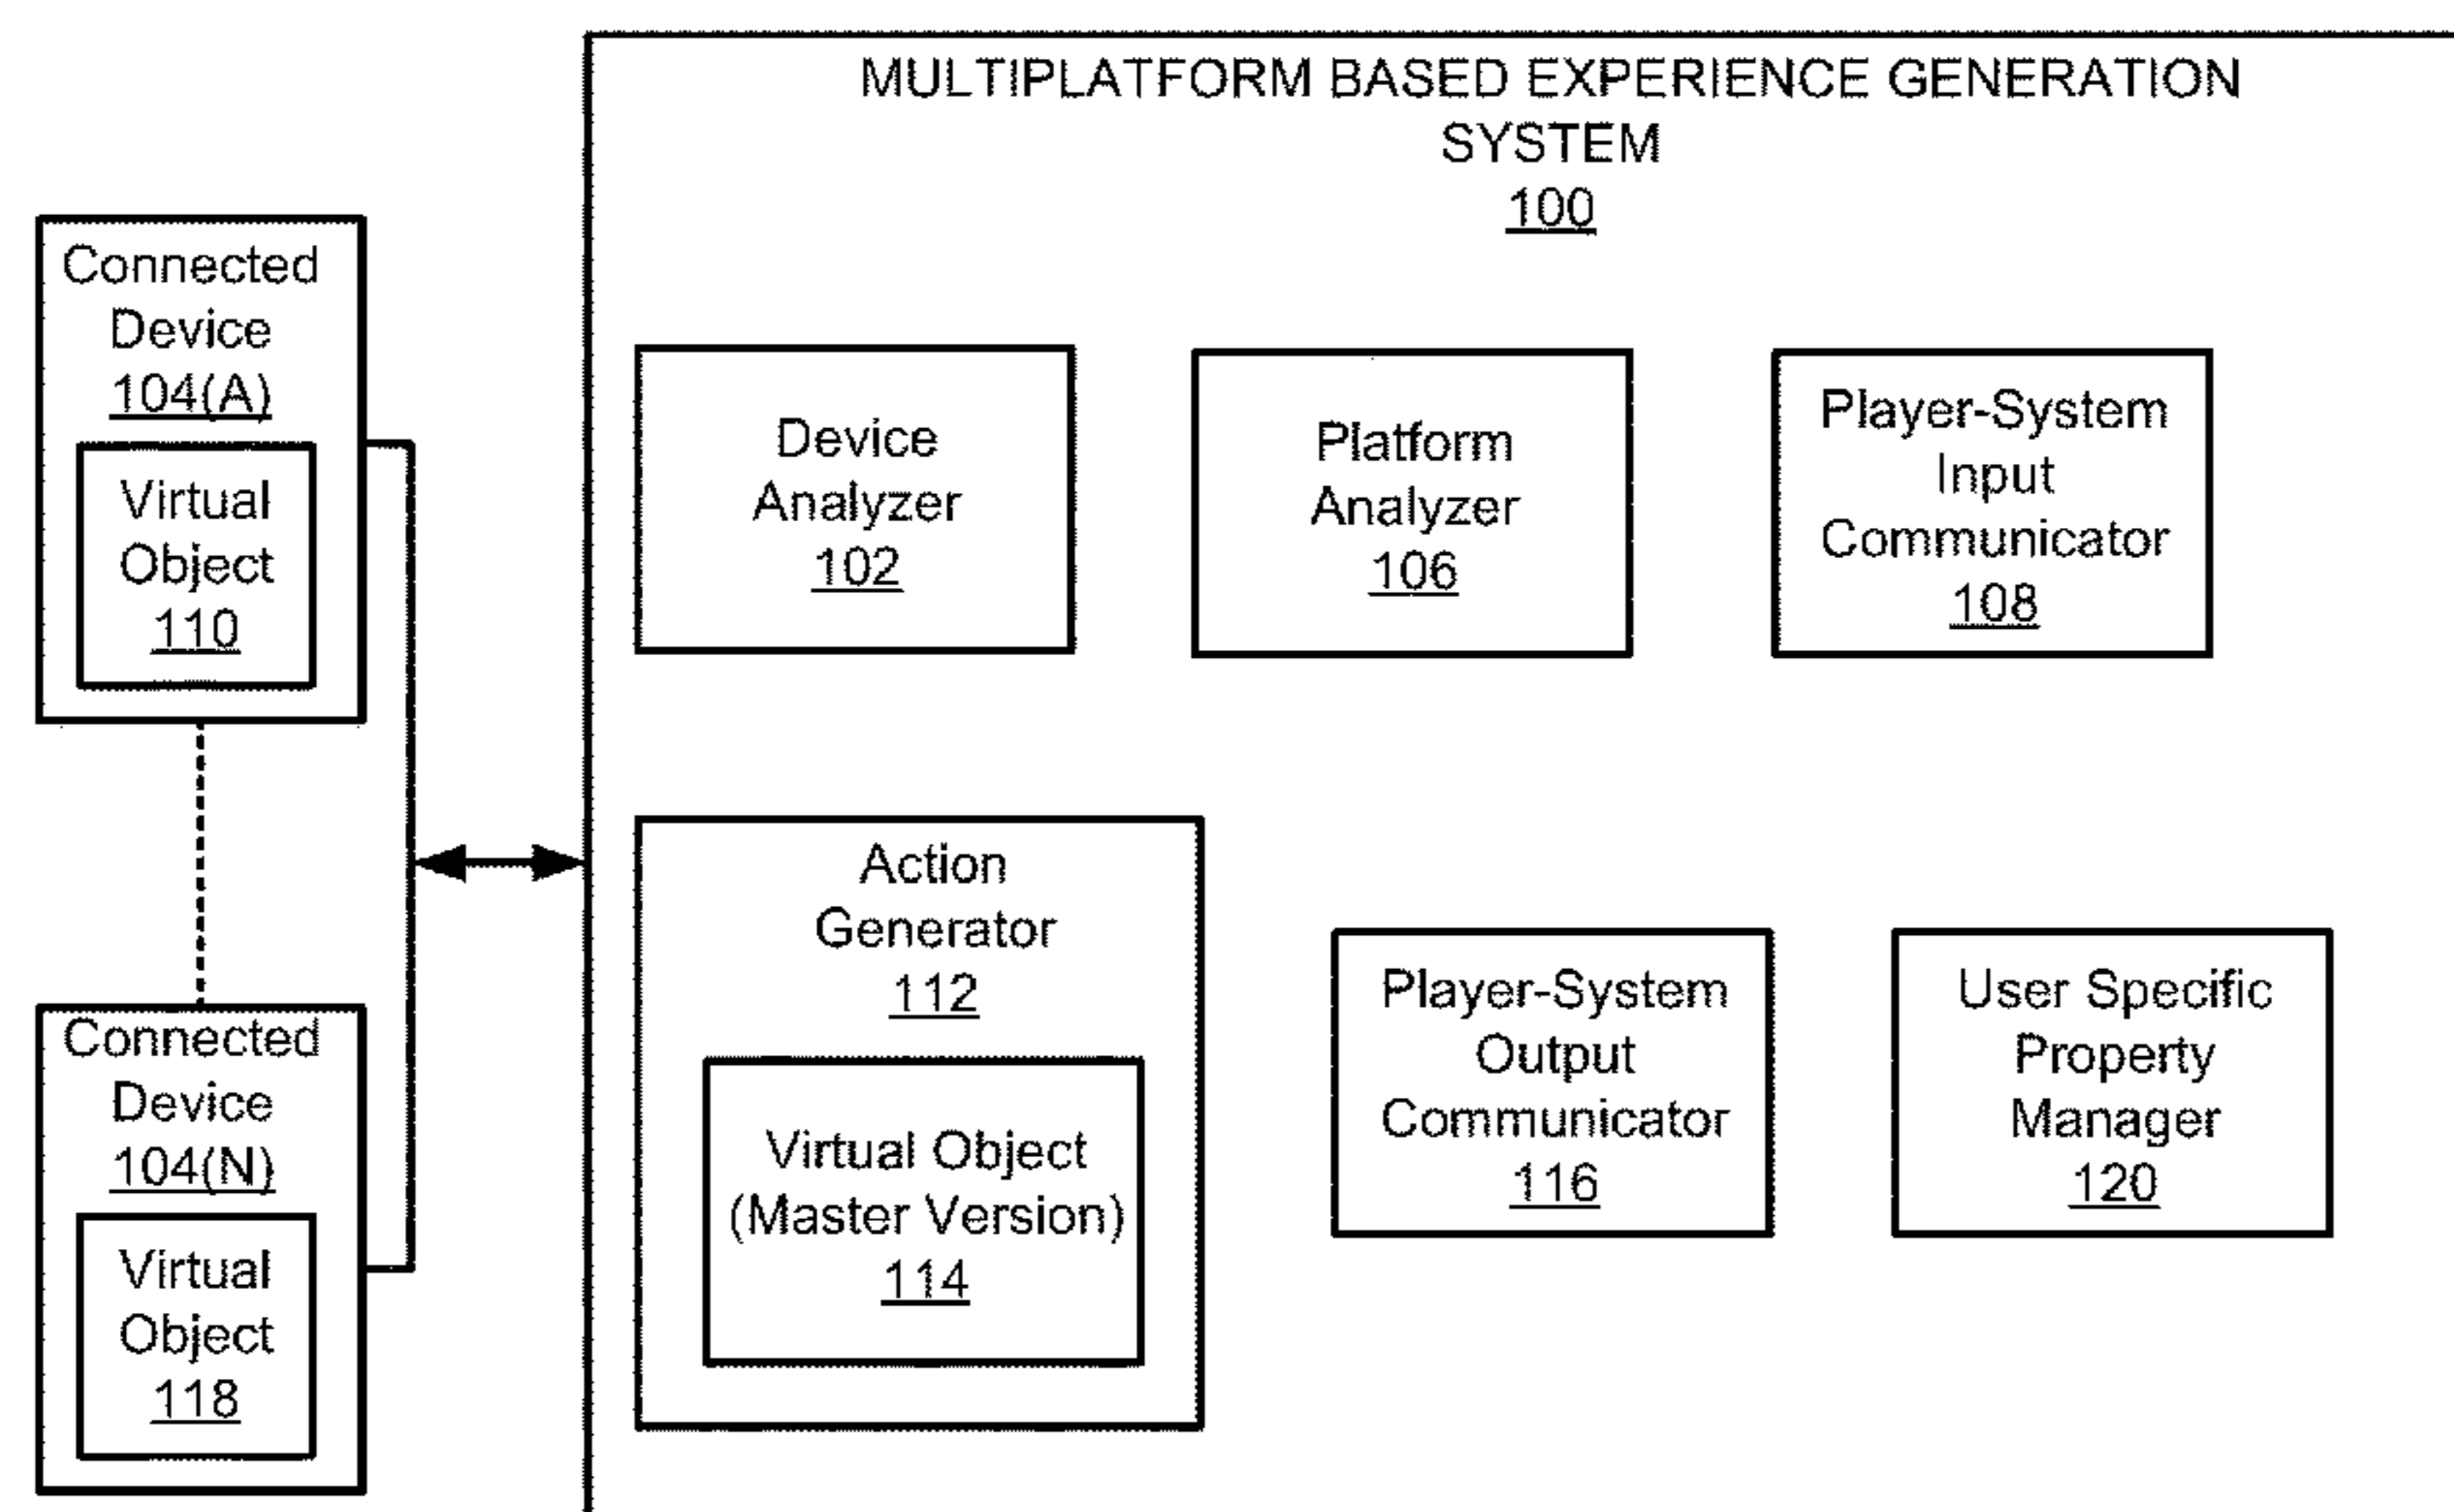 MULTIPLATFORM BASED EXPERIENCE GENERATION
SYSTEM
100
Connected
Device
104(A)
Virtual
Object
110
Device
Analyzer
102
Platform
Analyzer
106
Player-System
Input
Communicator
108
Connected
Device
104(N)
Virtual
Object
118
Action
Generator
112
Virtual Object
(Master Version)
114
Player-System
Output
Communicator
116
User Specific
Property
Manager
120